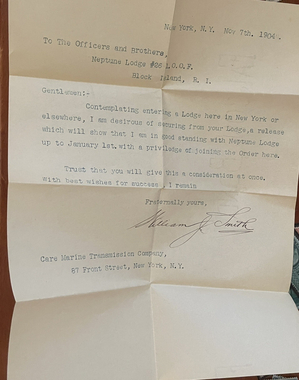 New York, N.Y. Nov 7th, 1904.
To The Officers and Brothers,
Neptune Lodge #26 I.O.O.F.
Block Island, R. I.
Gentlemen:-
Contemplating entering a Lodge here in New York or
elsewhere, I am desirous of securing from your Lodge, a release
which will show that I am in good standing with Neptune Lodge
up to January 1st, with a priviledge of joining the Order here.
Trust that you will give this a consideration at once.
With best wishes for success, I remain
Fraternally yours,
William J. Smith
Care Marine Transmission Company,
67 Front Street, New York, N.Y.